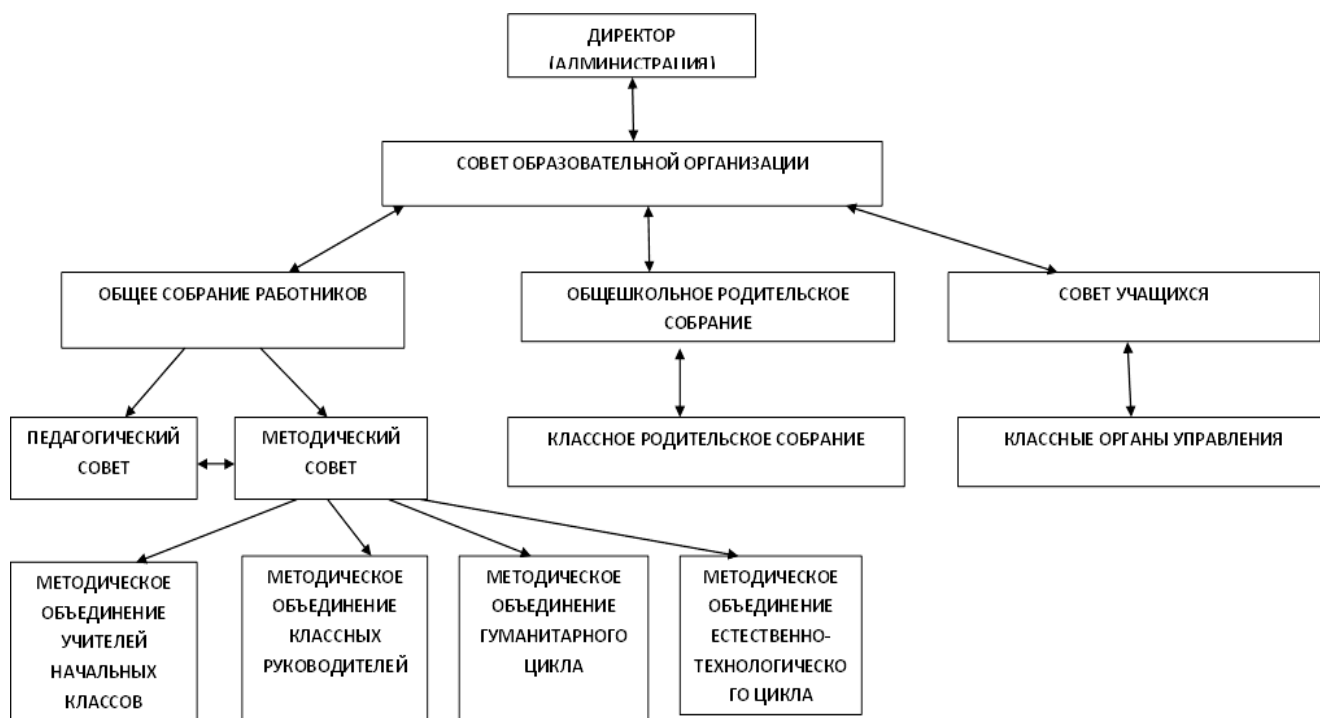 ДИРЕКТОР
(АДМИНИСТРАЦИЯ)
СОВЕТ ОБРАЗОВАТЕЛЬНОЙ ОРГАНИЗАЦИИ
ОБЩЕЕ СОБРАНИЕ РАБОТНИКОВ
ОБЩЕШКОЛЬНОЕ РОДИТЕЛЬСКОЕ
СОБРАНИЕ
СОВЕТ УЧАЩИХСЯ
ПЕДАГОГИЧЕСКИЙ
СОВЕТ
МЕТОДИЧЕСКИЙ
СОВЕТ
КЛАССНОЕ РОДИТЕЛЬСКОЕ СОБРАНИЕ
КЛАССНЫЕ ОРГАНЫ УПРАВЛЕНИЯ
МЕТОДИЧЕСКОЕ
ОБЪЕДИНЕНИЕ
УЧИТЕЛЕЙ
НАЧАЛЬНЫХ
КЛАССОВ
МЕТОДИЧЕСКОЕ
ОБЪЕДИНЕНИЕ
КЛАССНЫХ
РУКОВОДИТЕЛЕЙ
МЕТОДИЧЕСКОЕ
ОБЪЕДИНЕНИЕ
ГУМАНИТАРНОГО
ЦИКЛА
МЕТОДИЧЕСКОЕ
ОБЪЕДИНЕНИЕ
ЕСТЕСТВЕННО-
ТЕХНОЛОГИЧЕСКО
ГО ЦИКЛА